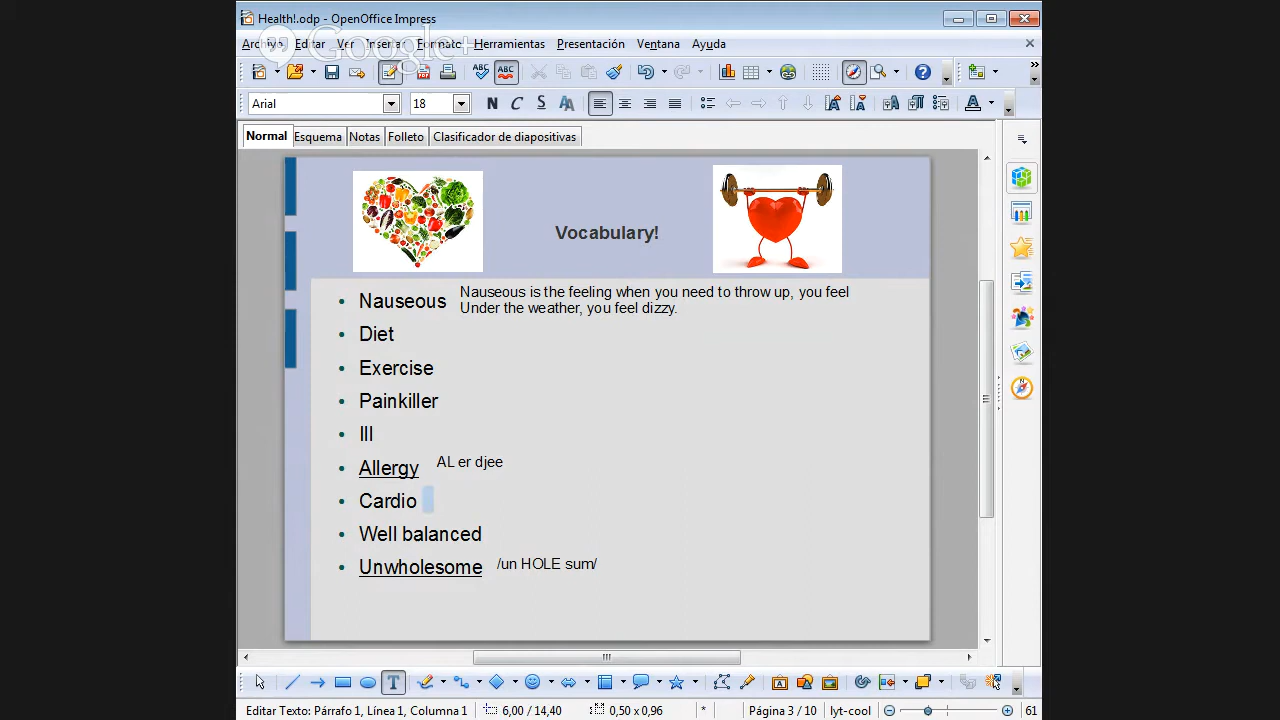 Health!.odp - OpenOffice Impress
Google+
Archivo Editar Ver Insertar Formato Herramientas Presentación Ventana Ayuda
Arial 18 N C S
Normal Esquema Notas Folleto Clasificador de diapositivas
Vocabulary!
• Nauseous Nauseous is the feeling when you need to throw up, you feel
Under the weather, you feel dizzy.
• Diet
• Exercise
• Painkiller
• Ill
• Allergy AL er djee
• Cardio
• Well balanced
• Unwholesome /un HOLE sum/
Editar Texto: Párrafo 1, Línea 1, Columna 1 6,00 / 14,40 0,50 x 0,96 * Página 3 / 10 lyt-cool 61